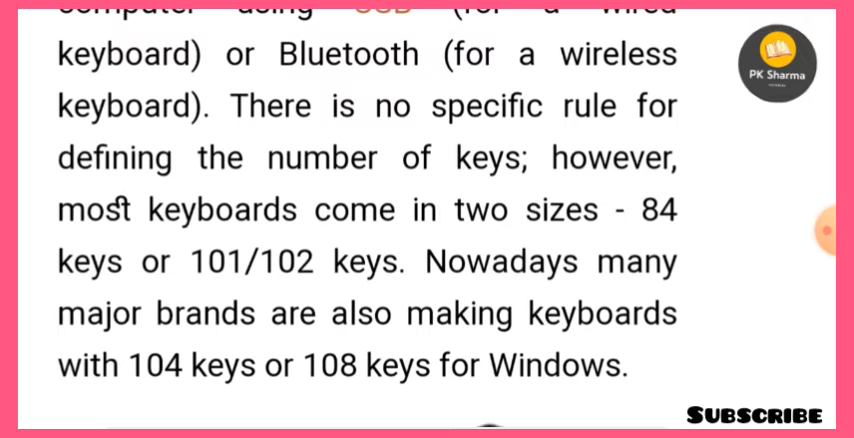 keyboard) or Bluetooth (for a wireless
keyboard). There is no specific rule for
defining the number of keys; however,
most keyboards come in two sizes - 84
keys or 101/102 keys. Nowadays many
major brands are also making keyboards
with 104 keys or 108 keys for Windows.
PK Sharma
SUBSCRIBE